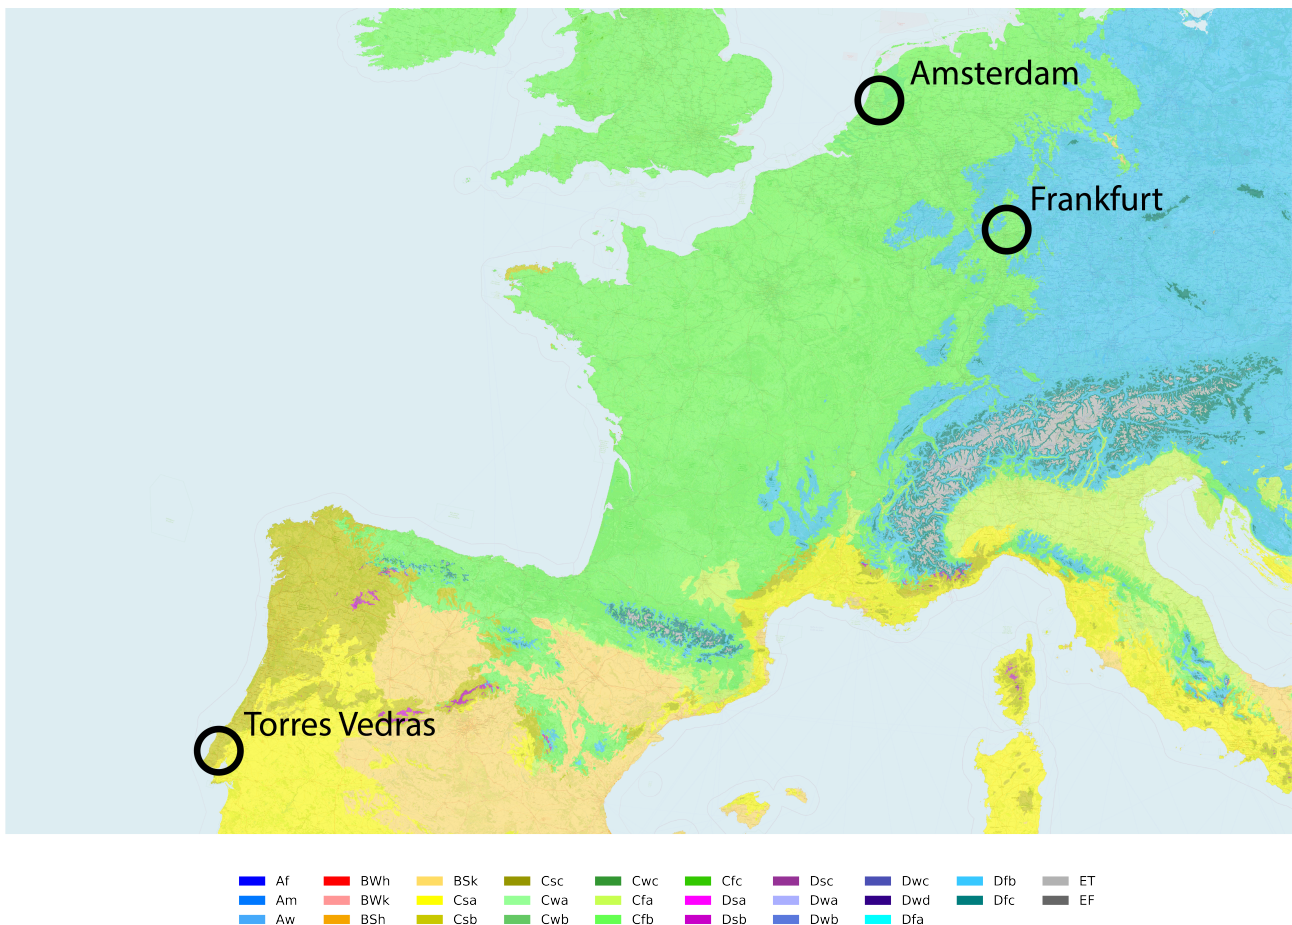 Amsterdam
Frankfurt
Torres Vedras
Af BWh BSk Csc Cwc Cfc Dsc Dwc Dfb ET
Am BWk Csa Cwa Cfa Dsa Dwa Dwd Dfc EF
Aw BSh Csb Cwb Cfb Dsb Dwb Dfa